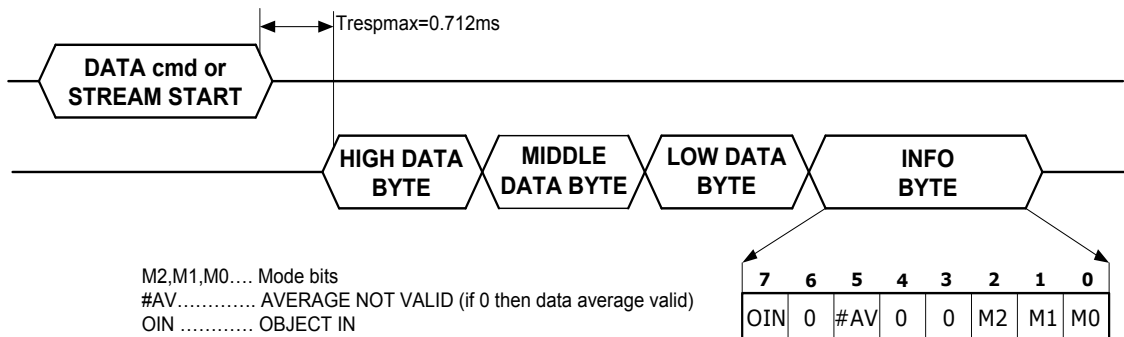 Trespmax=0.712ms
DATA cmd or
STREAM START
HIGH DATA
BYTE
MIDDLE
DATA BYTE
LOW DATA
BYTE
INFO
BYTE
M2,M1,M0…. Mode bits
#AV…………. AVERAGE NOT VALID (if 0 then data average valid)
OIN ………… OBJECT IN
7 6 5 4 3 2 1 0
OIN 0 #AV 0 0 M2 M1 M0